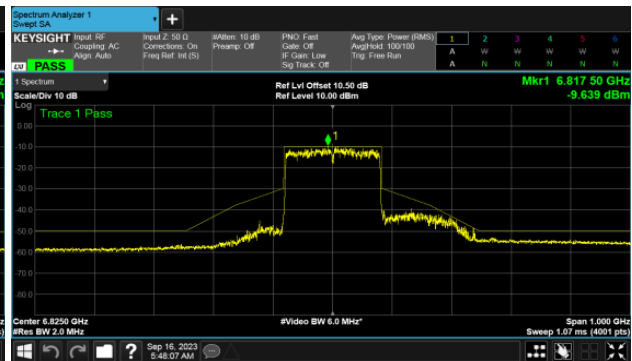 Spectrum Analyzer 1
Swept SA
+
KEYSIGHT Input: RF Input Z: 50 Ω #Atten: 10 dB PNO: Fast Avg Type: Power (RMS) 1 2 3 4 5 6
Coupling: AC Corrections: On Preamp: Off Gate: Off Avg|Hold: 100/100 A W W W W W
Align: Auto Freq Ref: Int (S) IF Gain: Low Trig: Free Run
LXI PASS Sig Track: Off A N N N N N
1 Spectrum Ref Lvl Offset 10.50 dB Mkr1 6.817 50 GHz
Scale/Div 10 dB Ref Level 10.00 dBm -9.639 dBm
Log
Trace 1 Pass
0.00
1
-10.0
-20.0
-30.0
-40.0
-50.0
-60.0
-70.0
-80.0
Center 6.8250 GHz #Video BW 6.0 MHz* Span 1.000 GHz
#Res BW 2.0 MHz Sweep 1.07 ms (4001 pts)
? Sep 16, 2023
5:48:07 AM